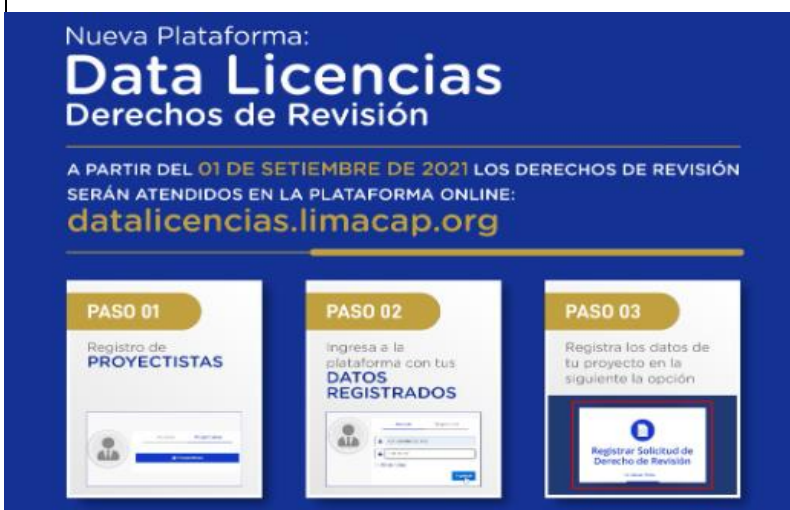 Nueva Plataforma:
Data Licencias
Derechos de Revisión
A PARTIR DEL 01 DE SETIEMBRE DE 2021 LOS DERECHOS DE REVISIÓN
SERÁN ATENDIDOS EN LA PLATAFORMA ONLINE:
datalicencias.limacap.org
PASO 01
Registro de
PROYECTISTAS
PASO 02
Ingresa a la
plataforma con tus
DATOS
REGISTRADOS
PASO 03
Registra los datos de
tu proyecto en la
siguiente la opción
Registrar Solicitud de
Derecho de Revisión